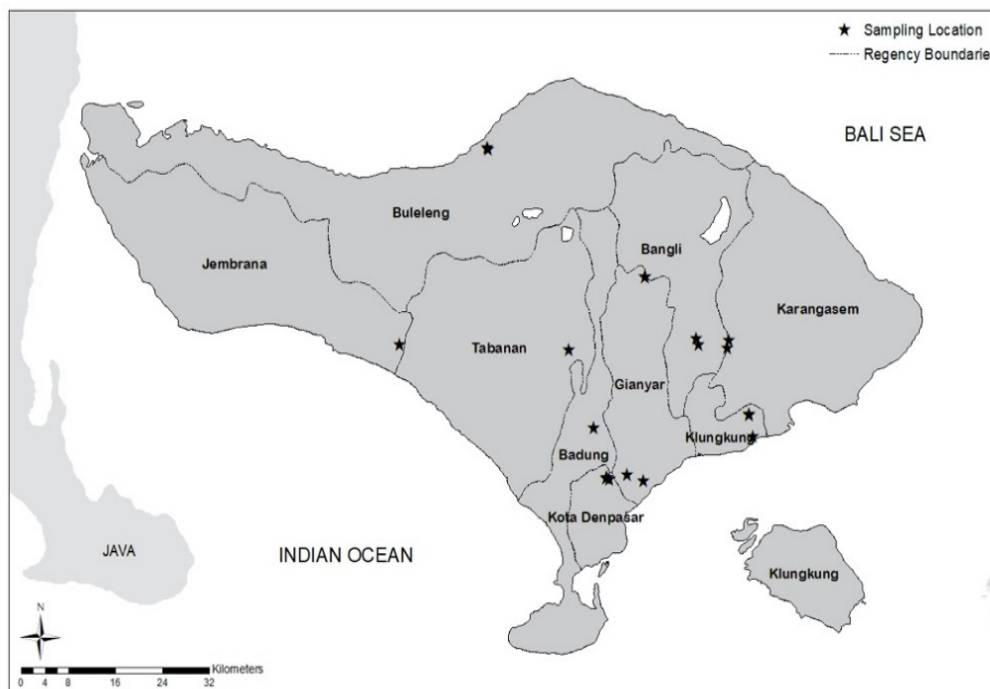 ★ Sampling Location
Regency Boundarie
BALI SEA
Buleleng
Bangli
Jembrana
Karangasem
Tabanan
Gianyar
Klungkung
Badung
Kota Denpasar
JAVA
INDIAN OCEAN
Klungkung
N
Kilometers
0 4 8 16 24 32